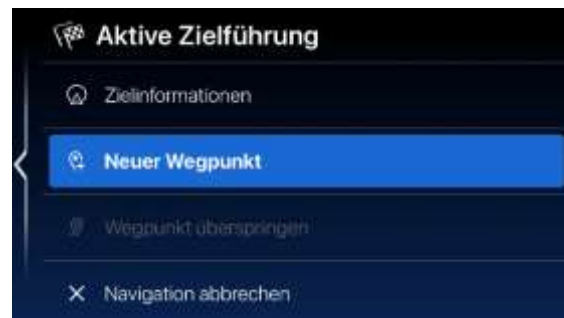 Aktive Zielführung
Zielinformationen
Neuer Wegpunkt
Wegpunkt überspringen
Navigation abbrechen